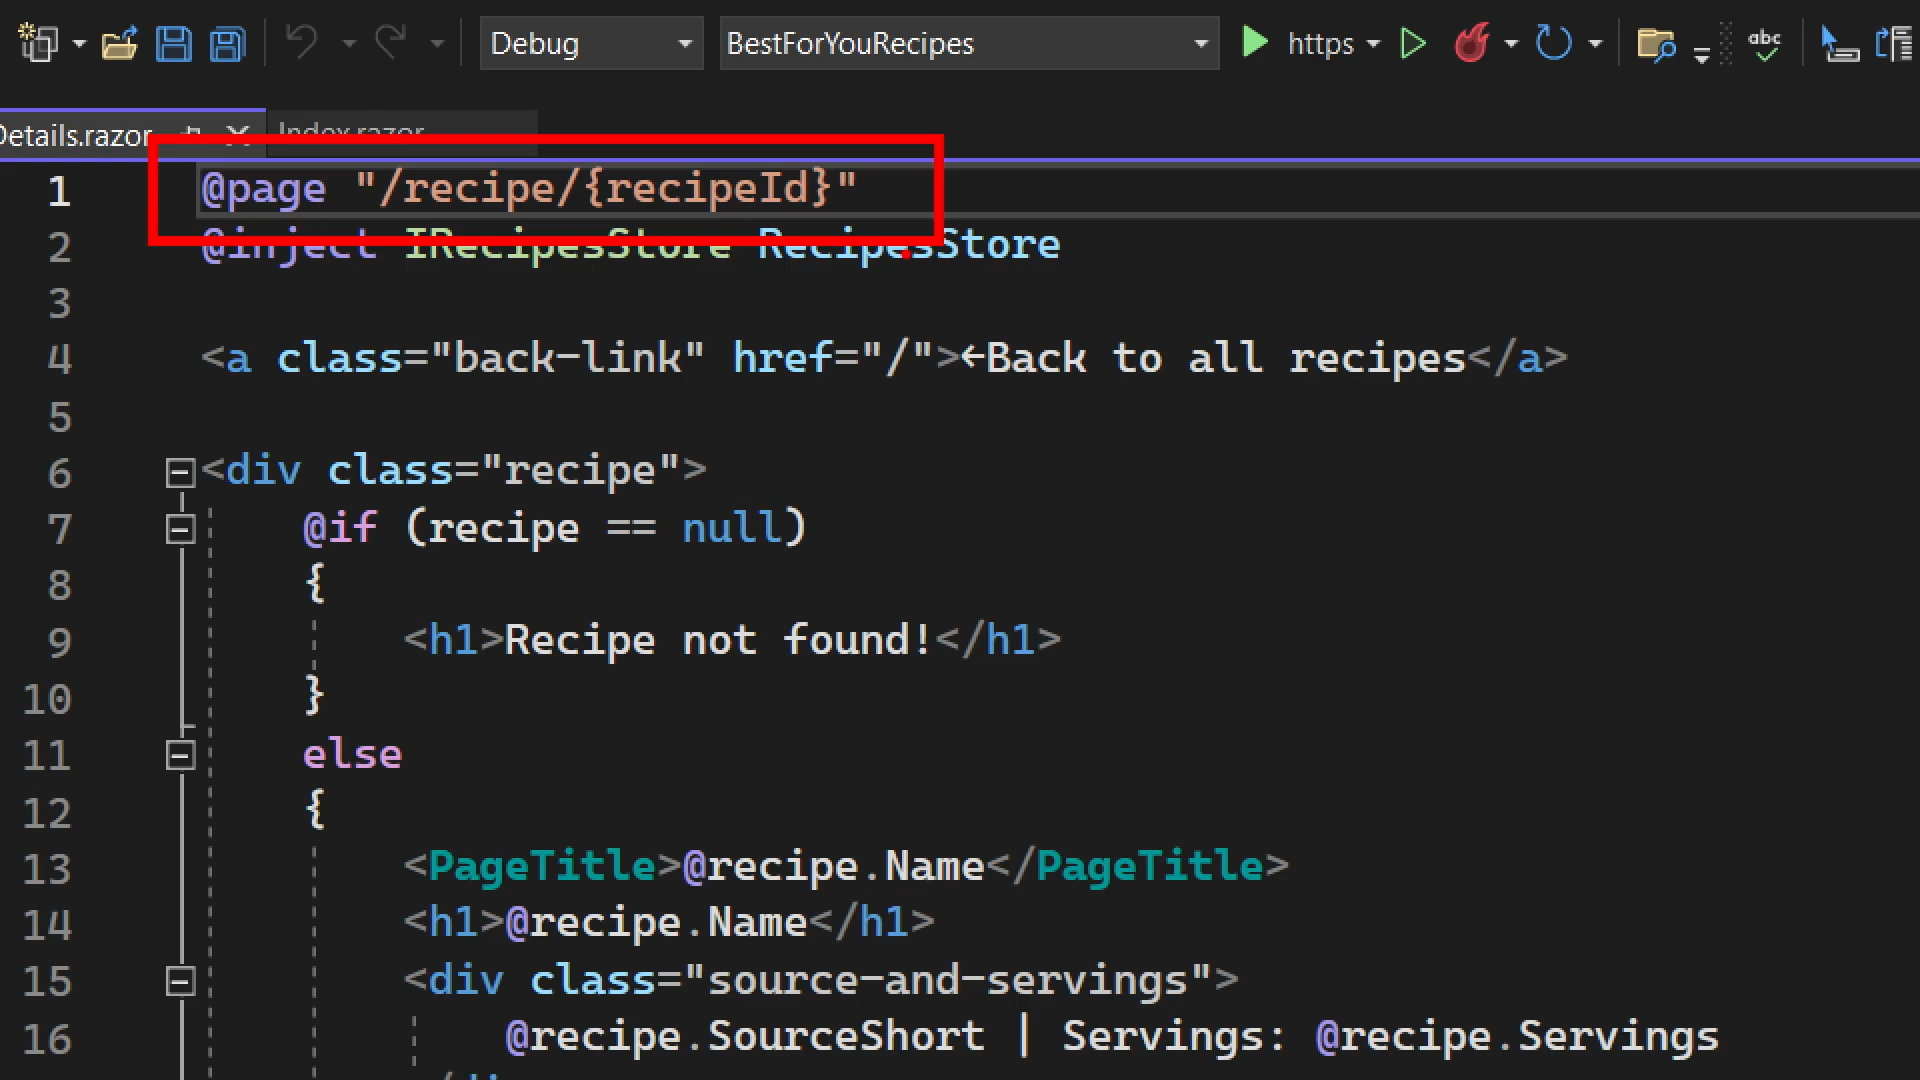 Debug
BestForYouRecipes
https
abc
Details.razor
Index.razor
1 @page "/recipe/{recipeId}"
2 @inject IRecipesStore RecipesStore
3
4 <a class="back-link" href="/">←Back to all recipes</a>
5
6 <div class="recipe">
7 @if (recipe == null)
8 {
9 <h1>Recipe not found!</h1>
10 }
11 else
12 {
13 <PageTitle>@recipe.Name</PageTitle>
14 <h1>@recipe.Name</h1>
15 <div class="source-and-servings">
16 @recipe.SourceShort | Servings: @recipe.Servings